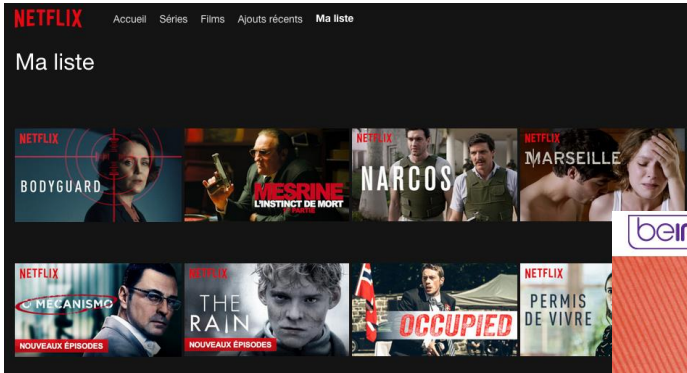 NETFLIX Accueil Séries Films Ajouts récents Ma liste
Ma liste
NETFLIX
BODYGUARD
MESRINE
L'INSTINCT DE MORT
PARTIE
NETFLIX
NARCOS
NETFLIX
MARSEILLE
beIN
NETFLIX
O MECANISMO
NOUVEAUX ÉPISODES
NETFLIX
THE
RAIN
NOUVEAUX ÉPISODES
OCCUPIED
NETFLIX
PERMIS
DE VIVRE